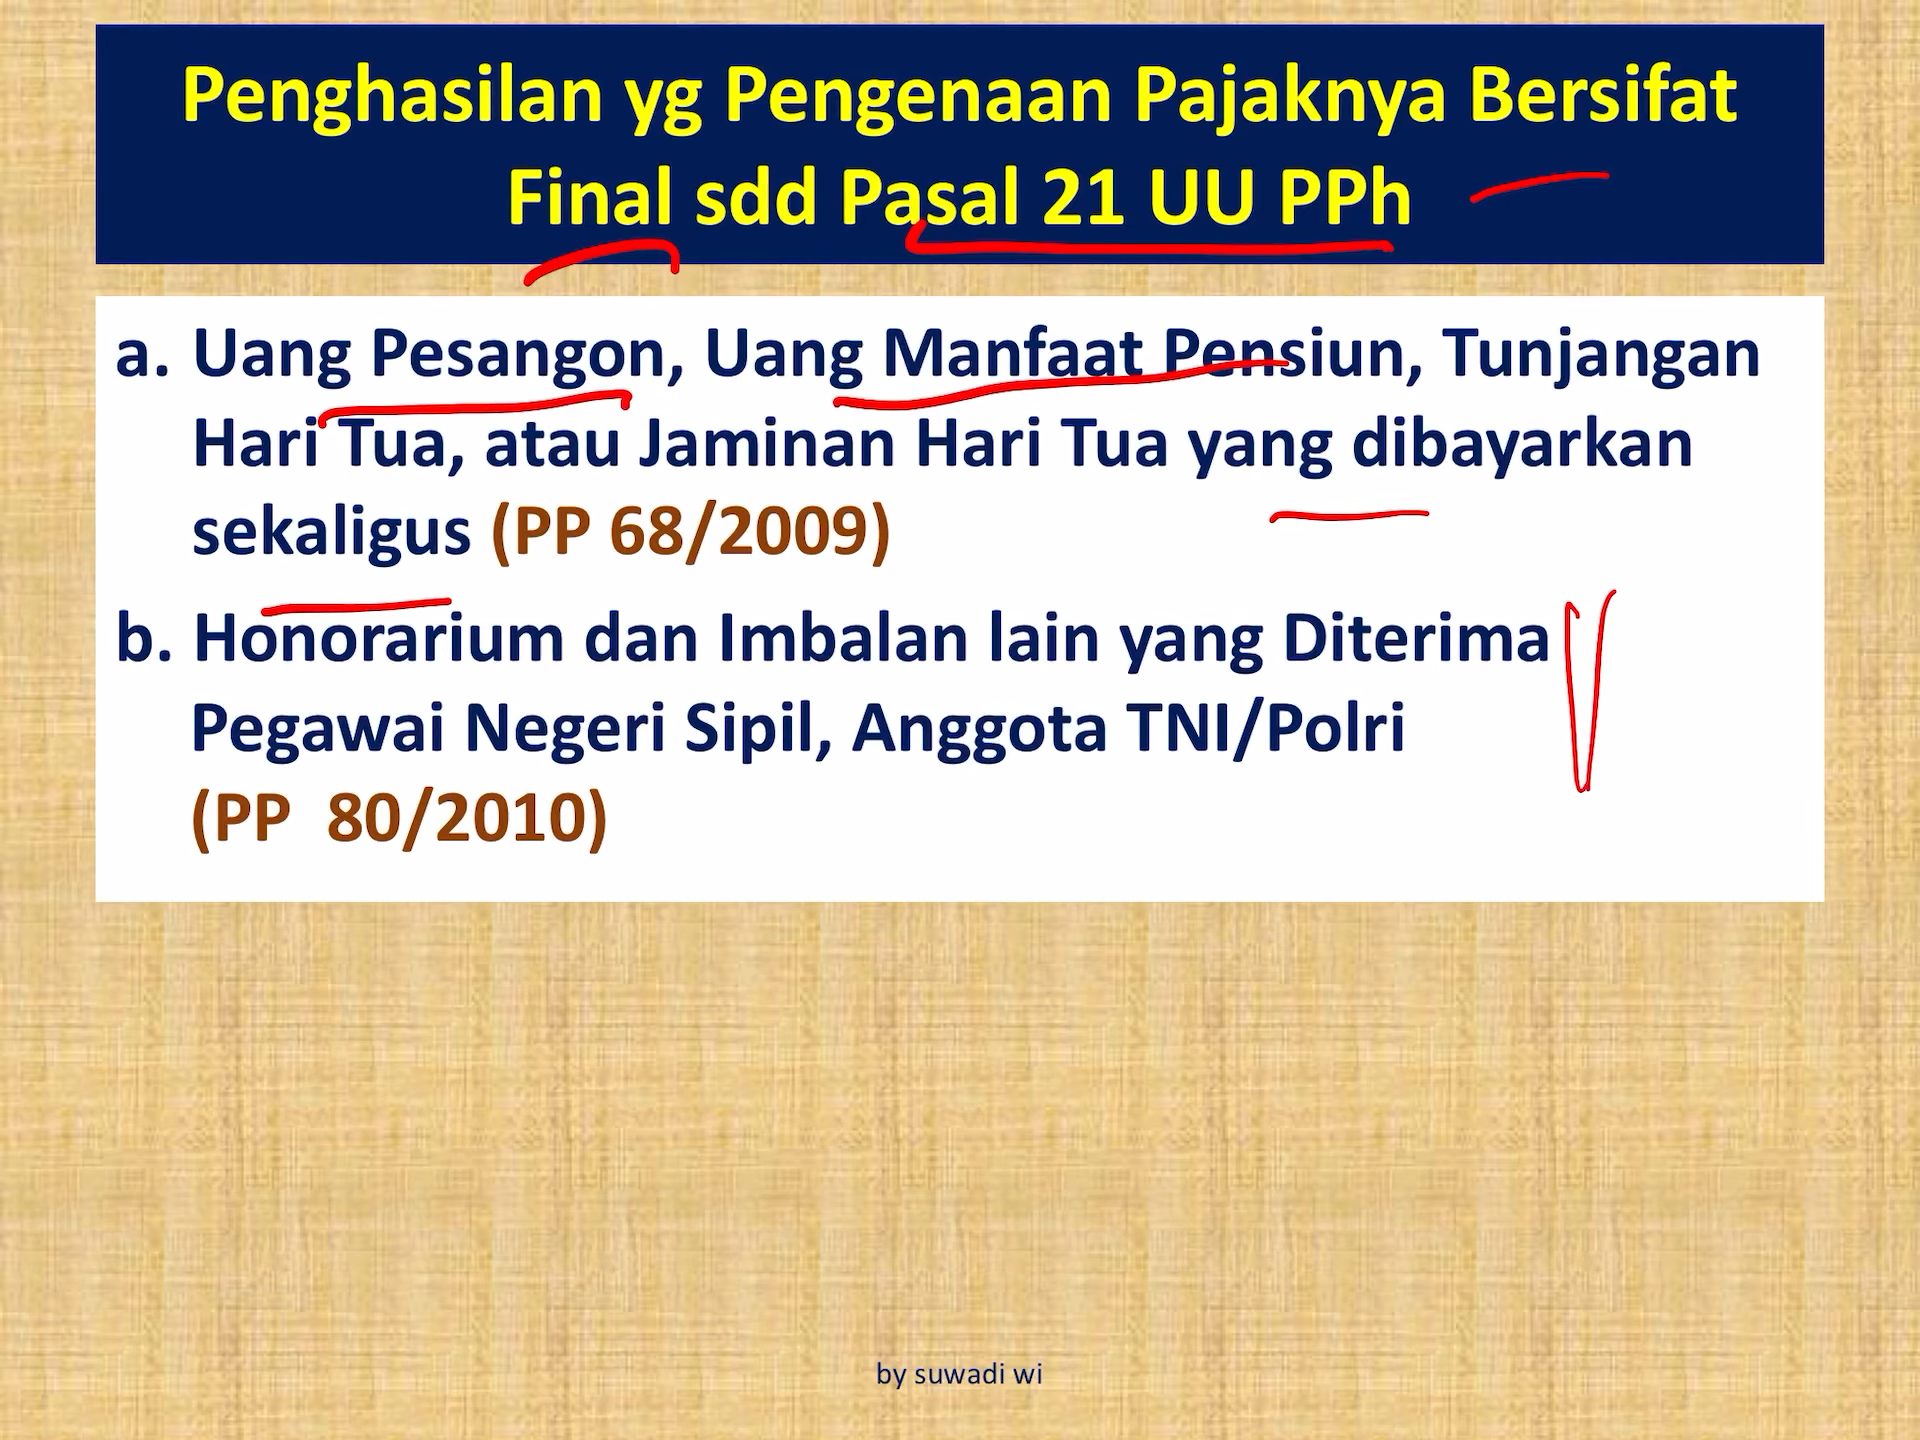 Penghasilan yg Pengenaan Pajaknya Bersifat
Final sdd Pasal 21 UU PPh
a. Uang Pesangon, Uang Manfaat Pensiun, Tunjangan
Hari Tua, atau Jaminan Hari Tua yang dibayarkan
sekaligus (PP 68/2009)
b. Honorarium dan Imbalan lain yang Diterima
Pegawai Negeri Sipil, Anggota TNI/Polri
(PP 80/2010)
by suwadi wi